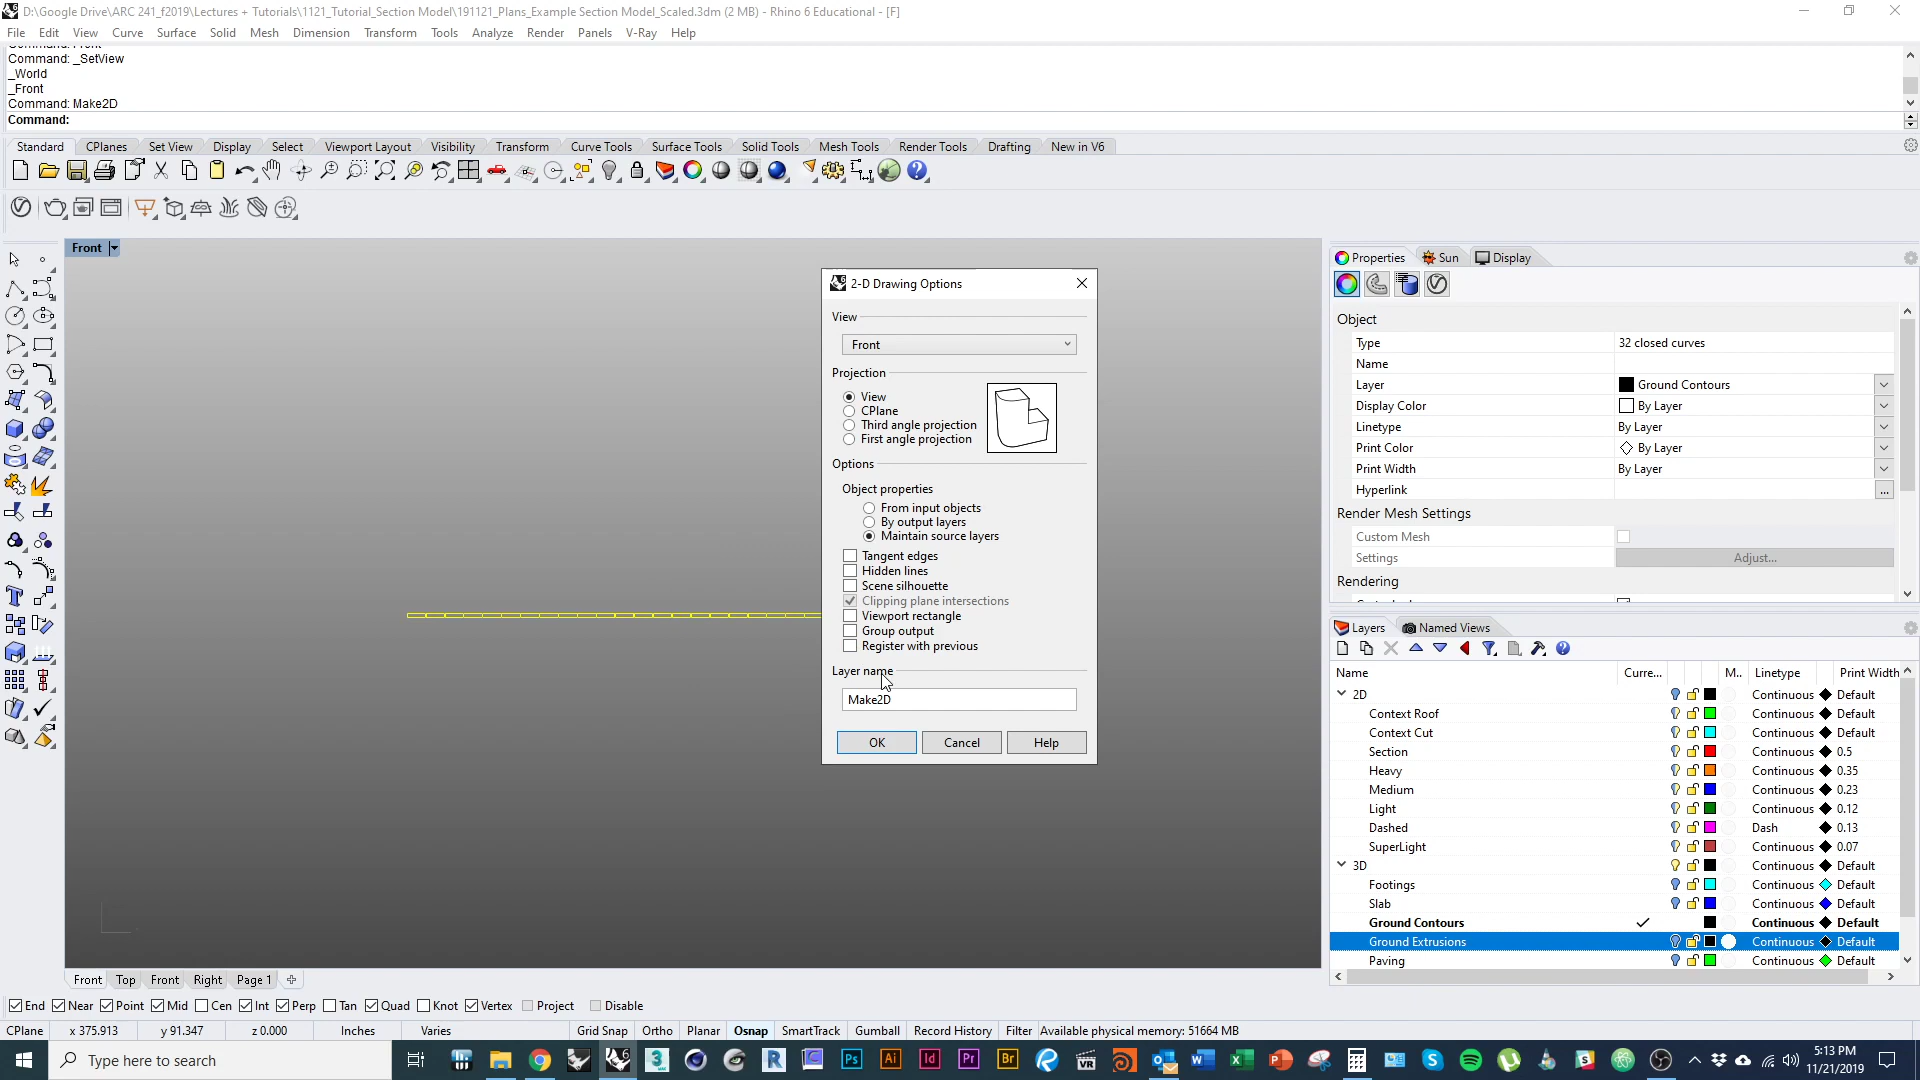 D:\Google Drive\ARC 241_f2019\Lectures + Tutorials\1121_Tutorial_Section Model\191121_Plans_Example Section Model_Scaled.3dm (2 MB) - Rhino 6 Educational - [F]
File Edit View Curve Surface Solid Mesh Dimension Transform Tools Analyze Render Panels V-Ray Help
Command: _SetView
_World
_Front
Command: Make2D
Command:
Standard CPlanes Set View Display Select Viewport Layout Visibility Transform Curve Tools Surface Tools Solid Tools Mesh Tools Render Tools Drafting New in V6
Front
2-D Drawing Options
View
Front
Projection
View
CPlane
Third angle projection
First angle projection
Options
Object properties
From input objects
By output layers
Maintain source layers
Tangent edges
Hidden lines
Scene silhouette
Clipping plane intersections
Viewport rectangle
Group output
Register with previous
Layer name
Make2D
OK Cancel Help
Properties Sun Display
Object
Type 32 closed curves
Name
Layer Ground Contours
Display Color By Layer
Linetype By Layer
Print Color By Layer
Print Width By Layer
Hyperlink ...
Render Mesh Settings
Custom Mesh
Settings Adjust...
Rendering
Layers Named Views
Name Curre... M.. Linetype Print Width
2D Continuous Default
Context Roof Continuous Default
Context Cut Continuous Default
Section Continuous 0.5
Heavy Continuous 0.35
Medium Continuous 0.23
Light Continuous 0.12
Dashed Dash 0.13
SuperLight Continuous 0.07
3D Continuous Default
Footings Continuous Default
Slab Continuous Default
Ground Contours Continuous Default
Ground Extrusions Continuous Default
Paving Continuous Default
Front Top Front Right Page 1
End Near Point Mid Cen Int Perp Tan Quad Knot Vertex Project Disable
CPlane x 375.913 y 91.347 z 0.000 Inches Varies Grid Snap Ortho Planar Osnap SmartTrack Gumball Record History Filter Available physical memory: 51664 MB
Type here to search
5:13 PM
11/21/2019